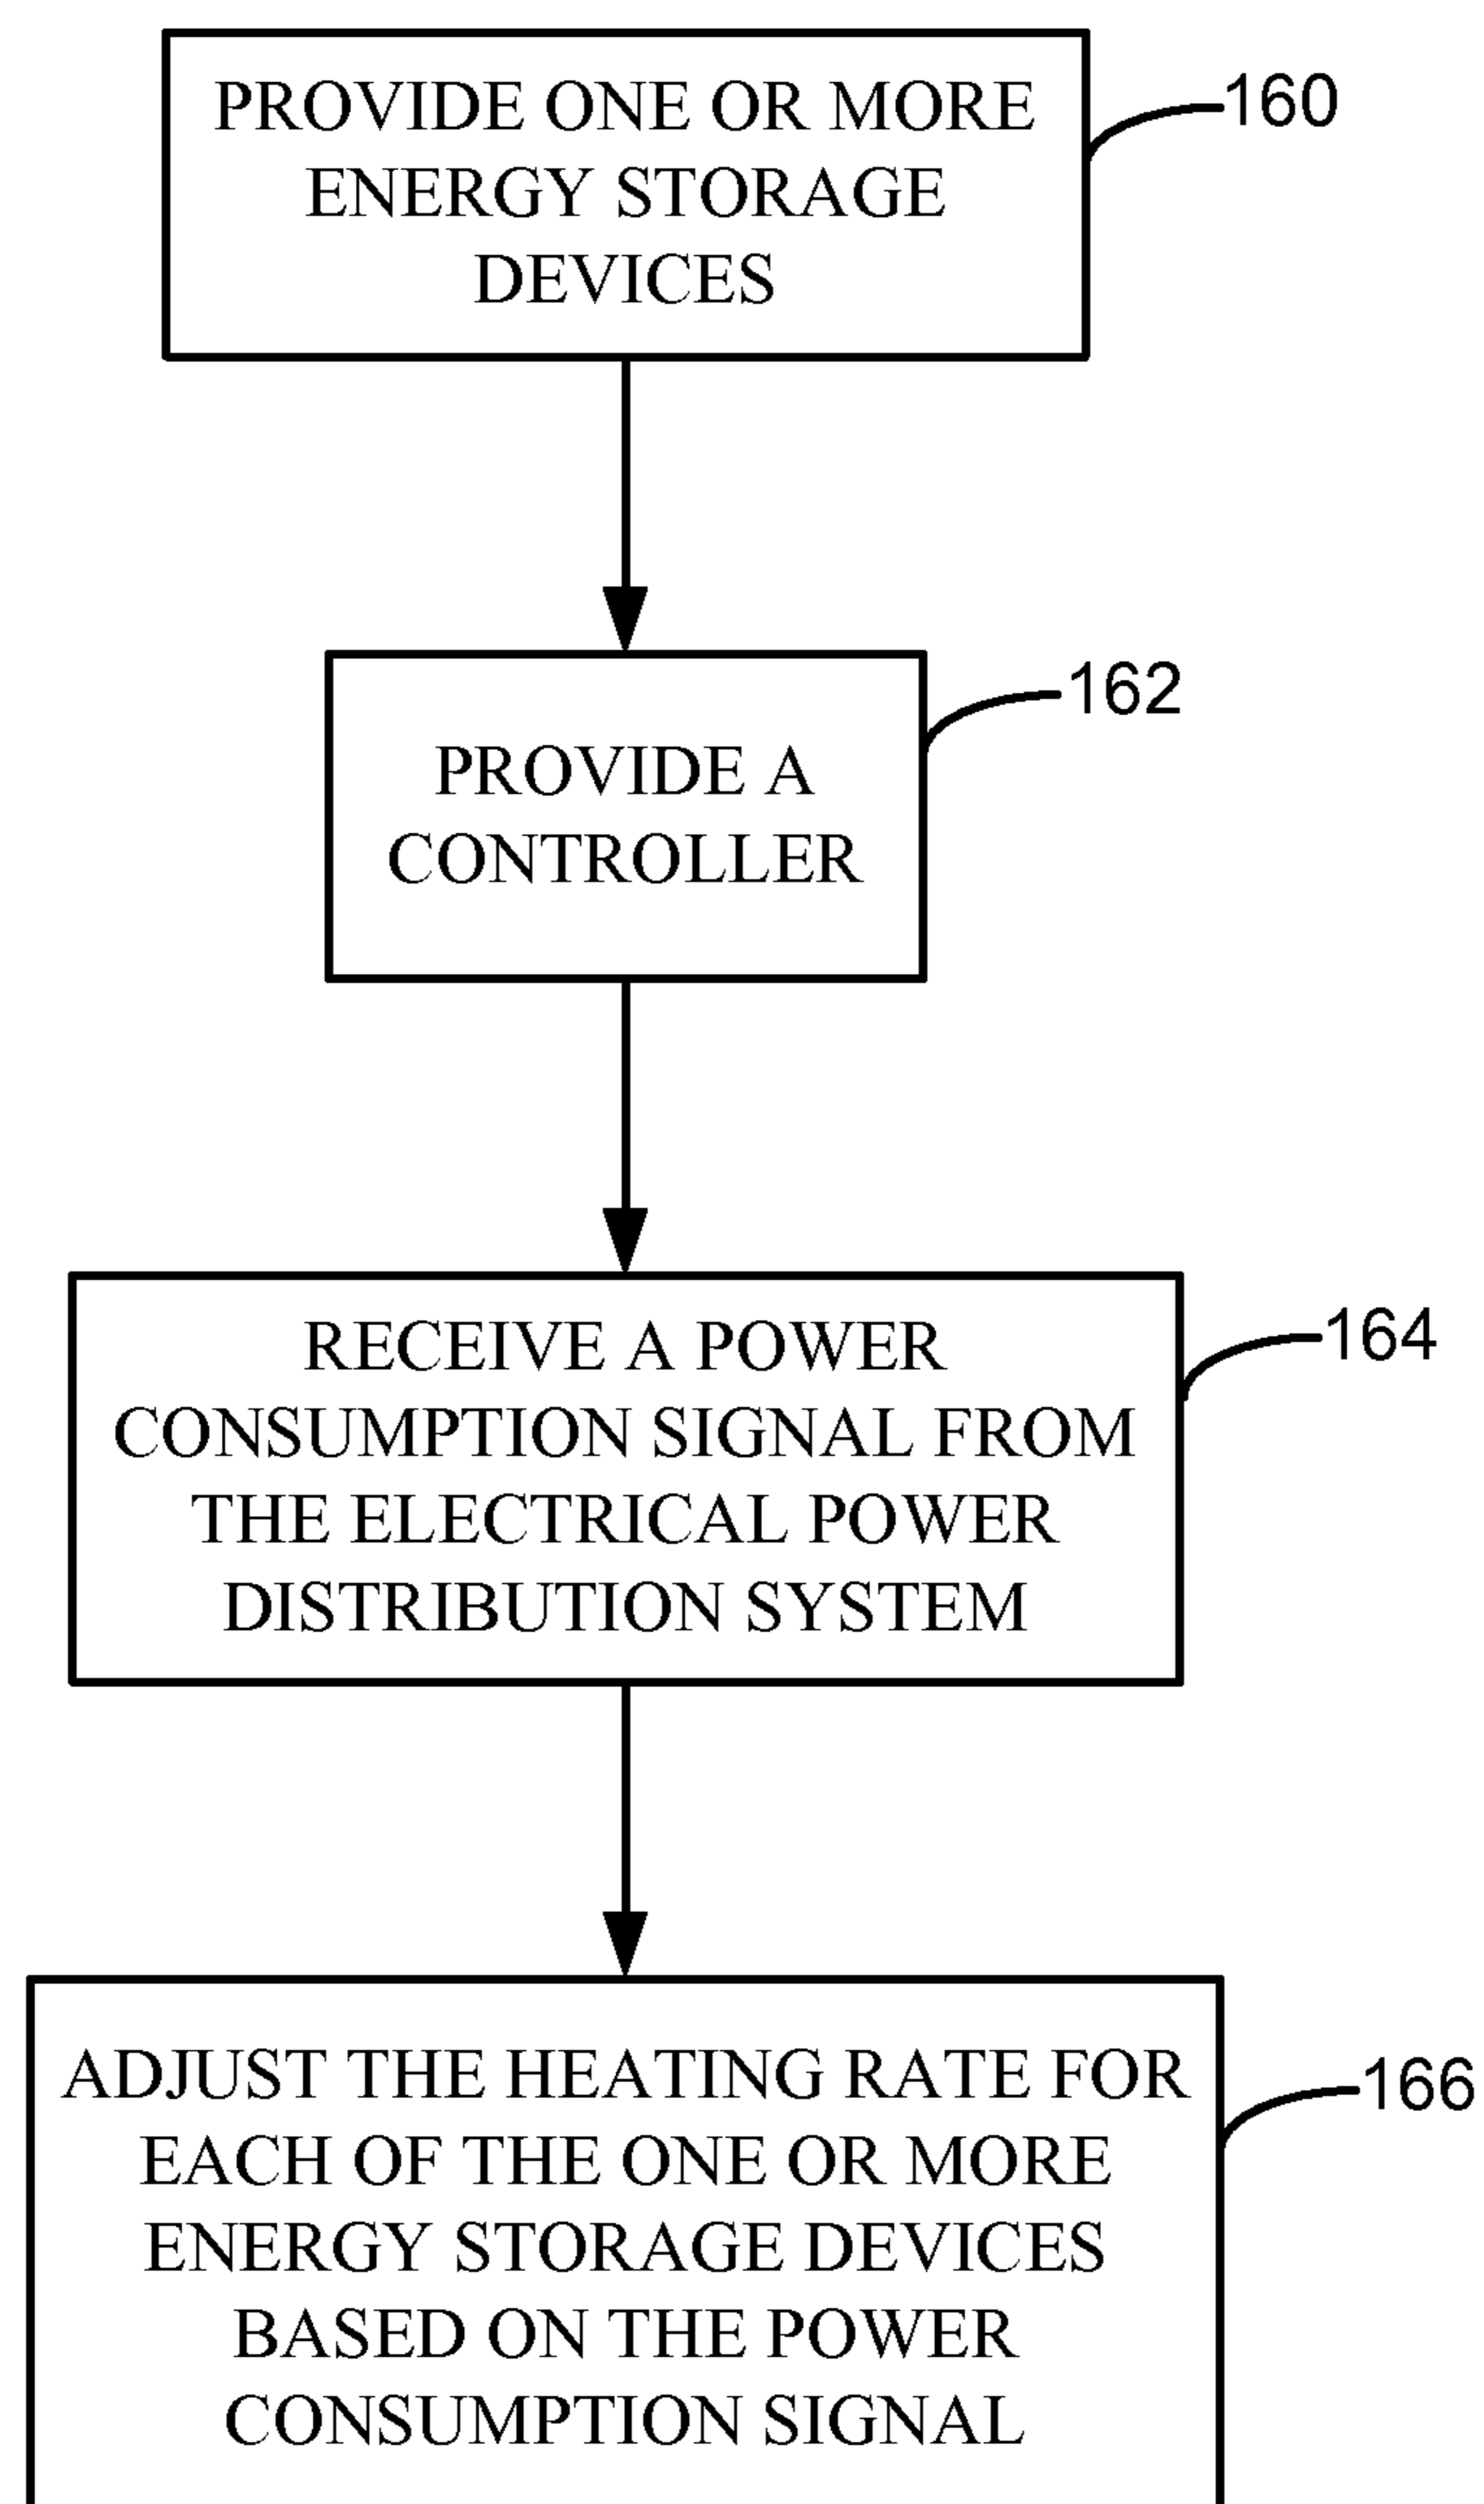 PROVIDE ONE OR MORE
ENERGY STORAGE
DEVICES
160
PROVIDE A
CONTROLLER
162
RECEIVE A POWER
CONSUMPTION SIGNAL FROM
THE ELECTRICAL POWER
DISTRIBUTION SYSTEM
164
ADJUST THE HEATING RATE FOR
EACH OF THE ONE OR MORE
ENERGY STORAGE DEVICES
BASED ON THE POWER
CONSUMPTION SIGNAL
166